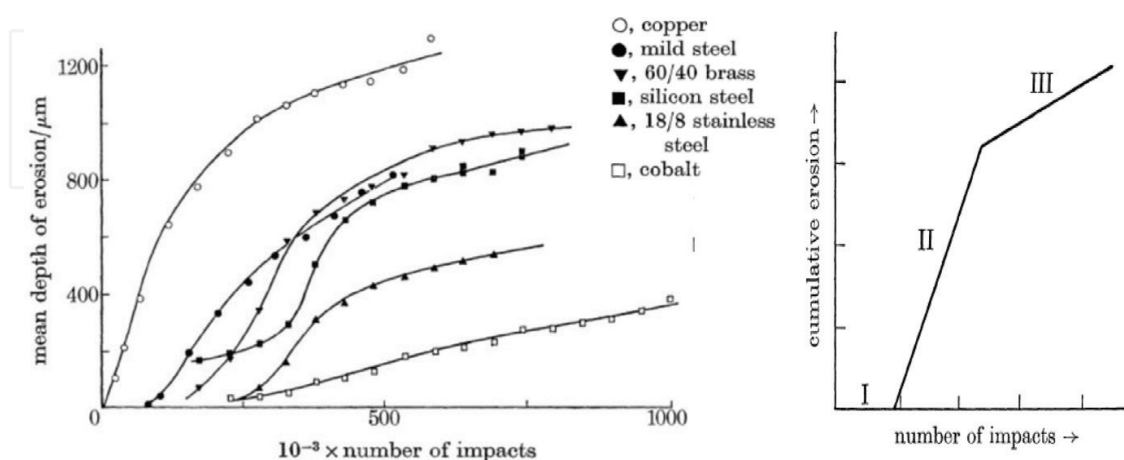 ○, copper
●, mild steel
▼, 60/40 brass
■, silicon steel
▲, 18/8 stainless
steel
□, cobalt
mean depth of erosion/μm
1200
800
400
0
0
500
1000
10⁻³ × number of impacts
cumulative erosion →
I
II
III
number of impacts →